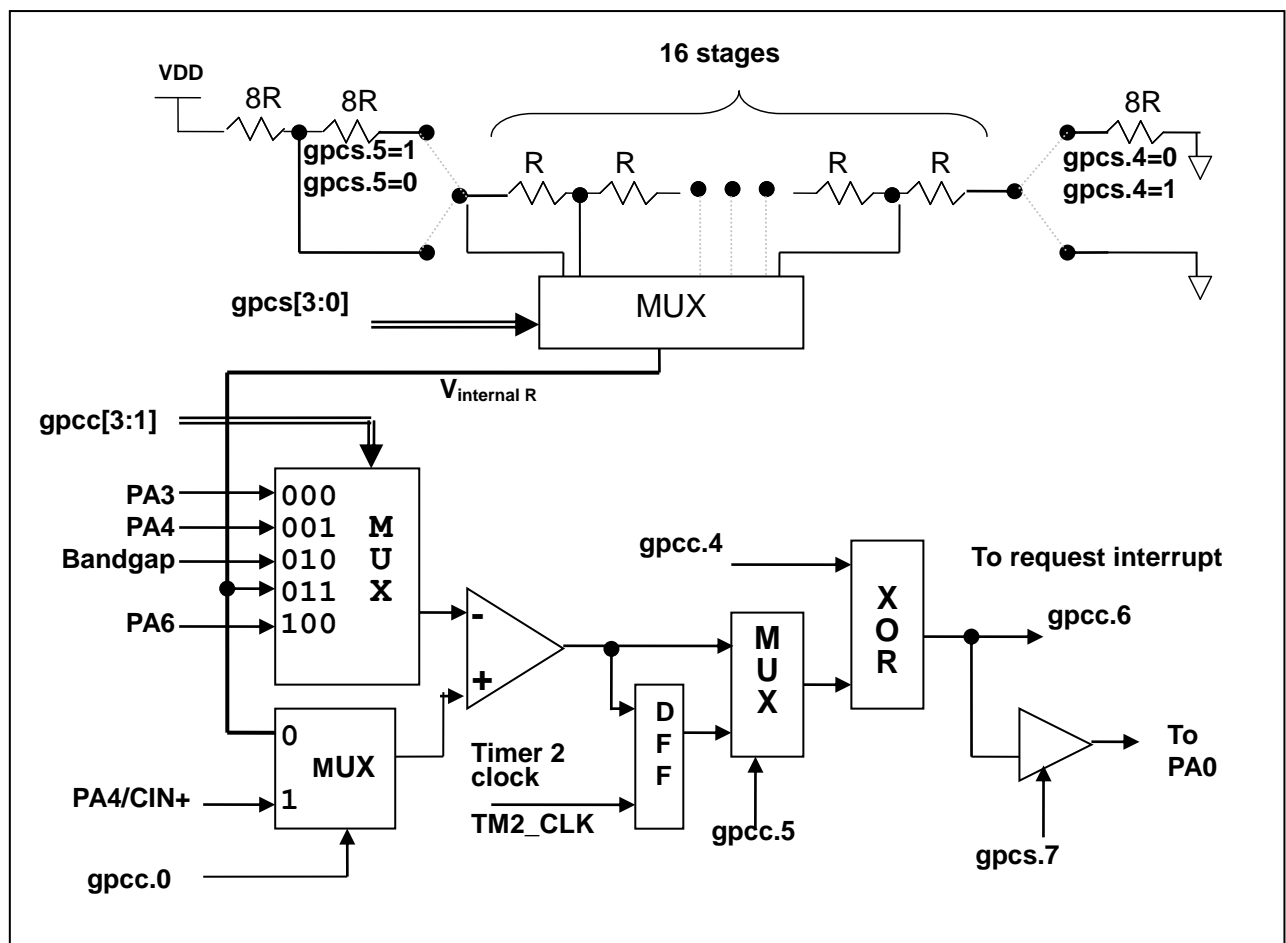 16 stages
VDD
8R
8R
8R
gpcs.5=1
gpcs.5=0
R
R
R
R
gpcs.4=0
gpcs.4=1
gpcs[3:0]
MUX
Vinternal R
gpcc[3:1]
PA3
000
PA4
001
Bandgap
010
011
PA6
100
M
U
X
-
+
0
MUX
PA4/CIN+
1
gpcc.0
Timer 2
clock
TM2_CLK
D
F
F
M
U
X
gpcc.5
gpcc.4
X
O
R
To request interrupt
gpcc.6
To
PA0
gpcs.7